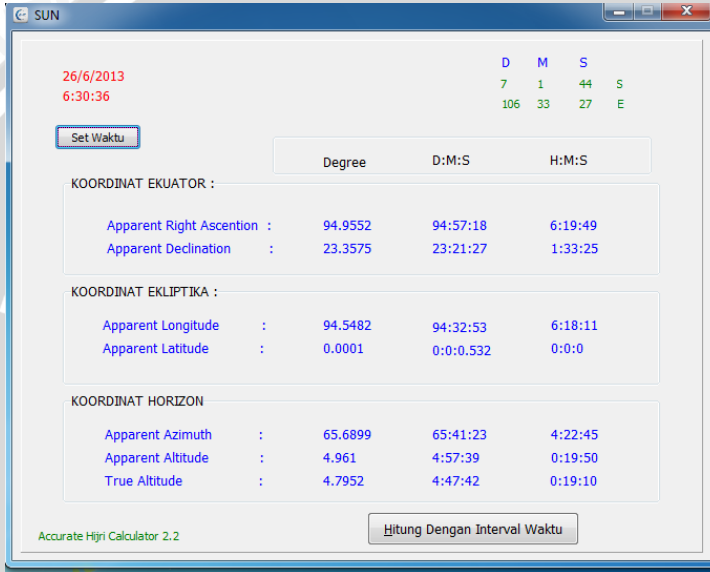 SUN
26/6/2013
6:30:36
D M S
7 1 44 S
106 33 27 E
Set Waktu
Degree D:M:S H:M:S
KOORDINAT EKUATOR :
Apparent Right Ascention : 94.9552 94:57:18 6:19:49
Apparent Declination : 23.3575 23:21:27 1:33:25
KOORDINAT EKLIPTIKA :
Apparent Longitude : 94.5482 94:32:53 6:18:11
Apparent Latitude : 0.0001 0:0:0.532 0:0:0
KOORDINAT HORIZON
Apparent Azimuth : 65.6899 65:41:23 4:22:45
Apparent Altitude : 4.961 4:57:39 0:19:50
True Altitude : 4.7952 4:47:42 0:19:10
Hitung Dengan Interval Waktu
Accurate Hijri Calculator 2.2